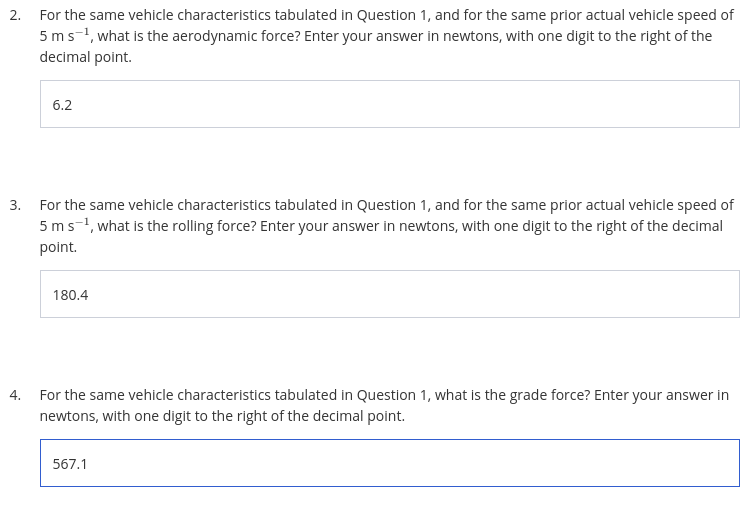 2. For the same vehicle characteristics tabulated in Question 1, and for the same prior actual vehicle speed of
5 m s⁻¹, what is the aerodynamic force? Enter your answer in newtons, with one digit to the right of the
decimal point.
6.2
3. For the same vehicle characteristics tabulated in Question 1, and for the same prior actual vehicle speed of
5 m s⁻¹, what is the rolling force? Enter your answer in newtons, with one digit to the right of the decimal
point.
180.4
4. For the same vehicle characteristics tabulated in Question 1, what is the grade force? Enter your answer in
newtons, with one digit to the right of the decimal point.
567.1